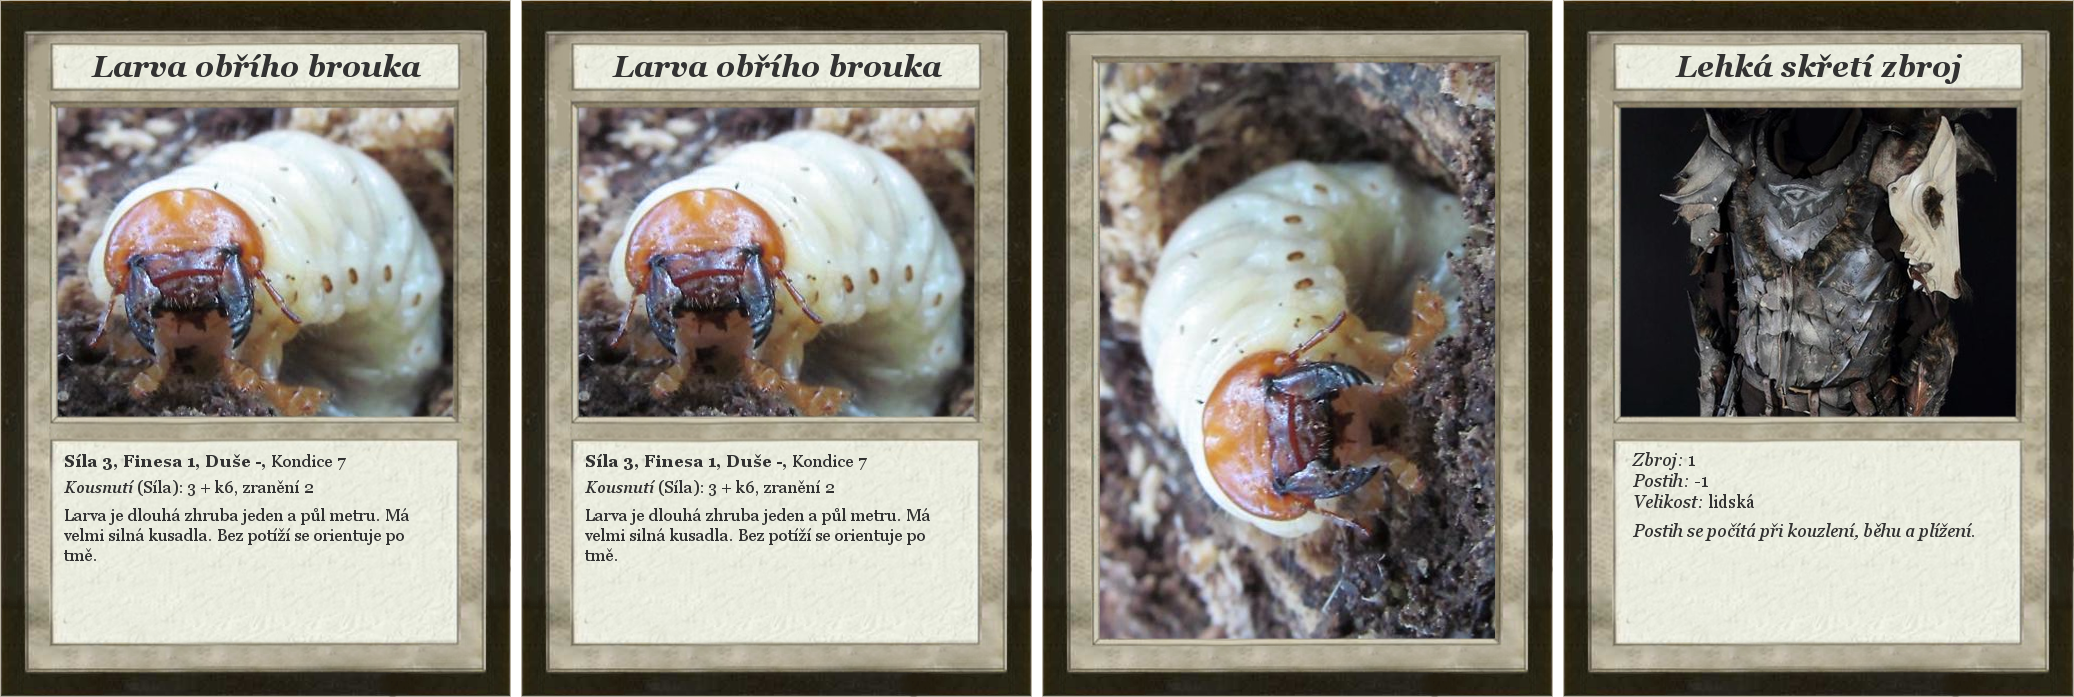 Larva obřího brouka
Síla 3, Finesa 1, Duše -, Kondice 7
Kousnutí (Síla): 3 + k6, zranění 2
Larva je dlouhá zhruba jeden a půl metru. Má
velmi silná kusadla. Bez potíží se orientuje po
tmě.
Larva obřího brouka
Síla 3, Finesa 1, Duše -, Kondice 7
Kousnutí (Síla): 3 + k6, zranění 2
Larva je dlouhá zhruba jeden a půl metru. Má
velmi silná kusadla. Bez potíží se orientuje po
tmě.
Lehká skřetí zbroj
Zbroj: 1
Postih: -1
Velikost: lidská
Postih se počítá při kouzlení, běhu a plížení.